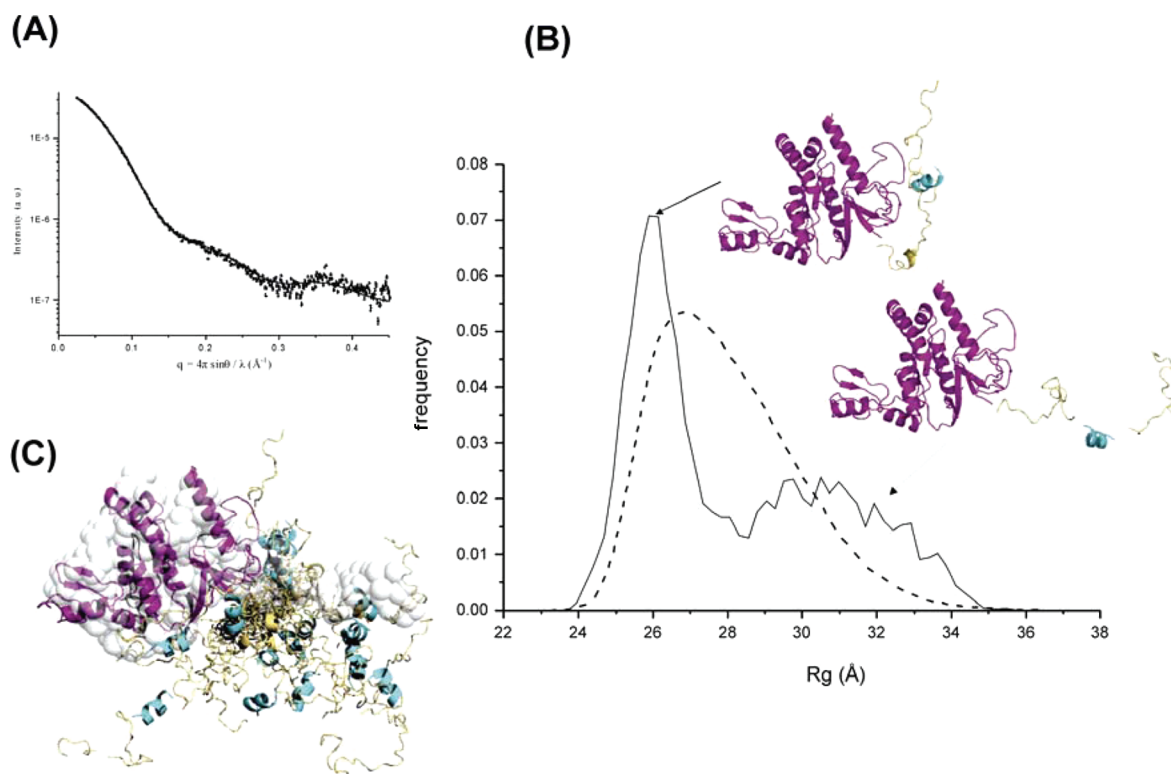 (A)
1E-5
1E-6
1E-7
Intensity (a u)
0.0 0.1 0.2 0.3 0.4
q = 4π sinθ / λ (Å⁻¹)
(B)
0.08
0.07
0.06
0.05
0.04
0.03
0.02
0.01
0.00
frequency
22 24 26 28 30 32 34 36 38
Rg (Å)
(C)